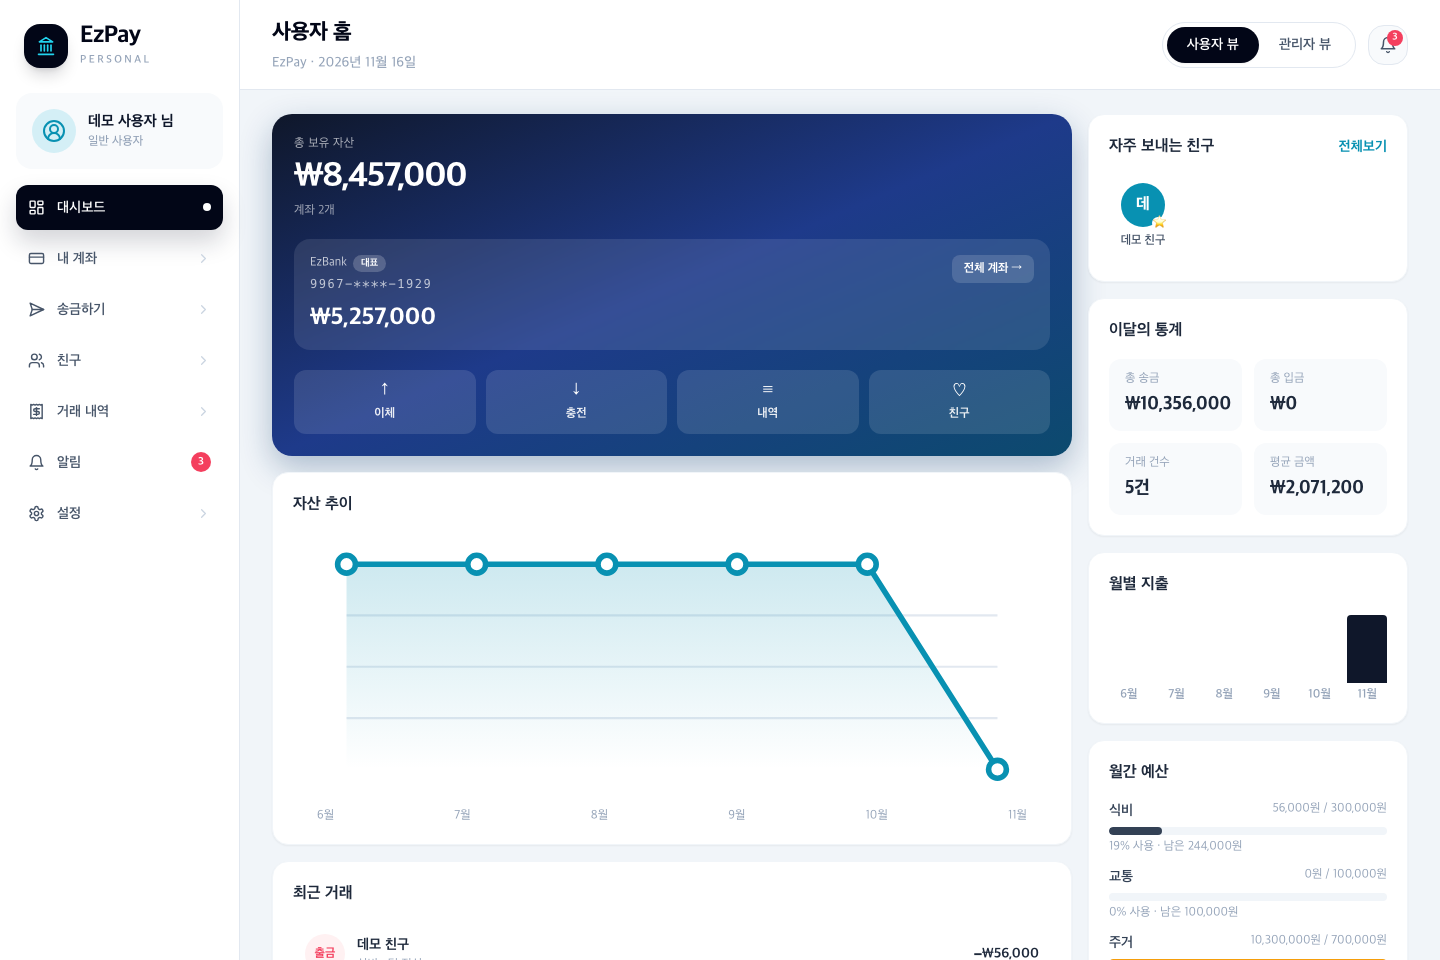 EzPay
PERSONAL
데모 사용자 님
일반 사용자
대시보드
내 계좌
송금하기
친구
거래 내역
알림
3
설정
사용자 홈
EzPay · 2026년 11월 16일
사용자 뷰
관리자 뷰
3
총 보유 자산
₩8,457,000
계좌 2개
EzBank 대표
9967-****-1929
₩5,257,000
전체 계좌 →
↑
이체
↓
충전
≡
내역
♡
친구
자산 추이
6월 7월 8월 9월 10월 11월
최근 거래
출금
데모 친구
-₩56,000
자주 보내는 친구
전체보기
데
데모 친구
이달의 통계
총 송금
₩10,356,000
총 입금
₩0
거래 건수
5건
평균 금액
₩2,071,200
월별 지출
6월 7월 8월 9월 10월 11월
월간 예산
식비
56,000원 / 300,000원
19% 사용 · 남은 244,000원
교통
0원 / 100,000원
0% 사용 · 남은 100,000원
주거
10,300,000원 / 700,000원